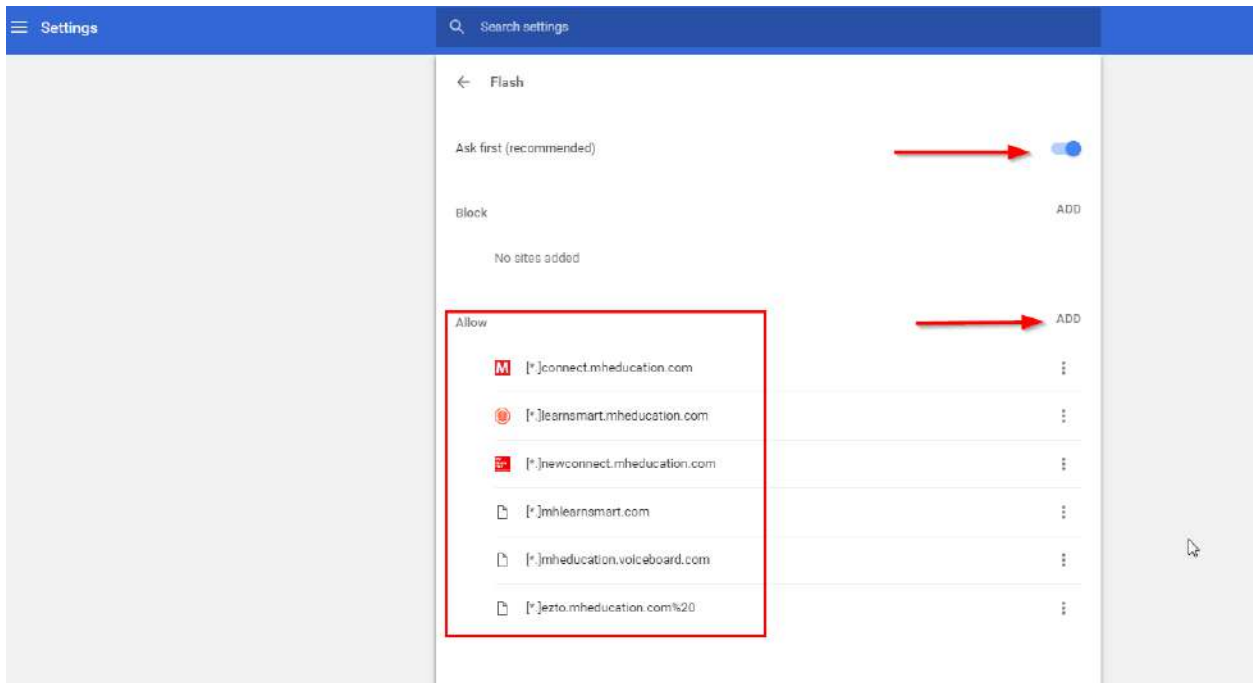 Settings
Search settings
Flash
Ask first (recommended)
Block
ADD
No sites added
Allow
ADD
M
[*.]connect.mheducation.com
[*.]learnsmart.mheducation.com
[*.]newconnect.mheducation.com
[*.]mhlearnsmart.com
[*.]mheducation.voiceboard.com
[*.]ezto.mheducation.com%20